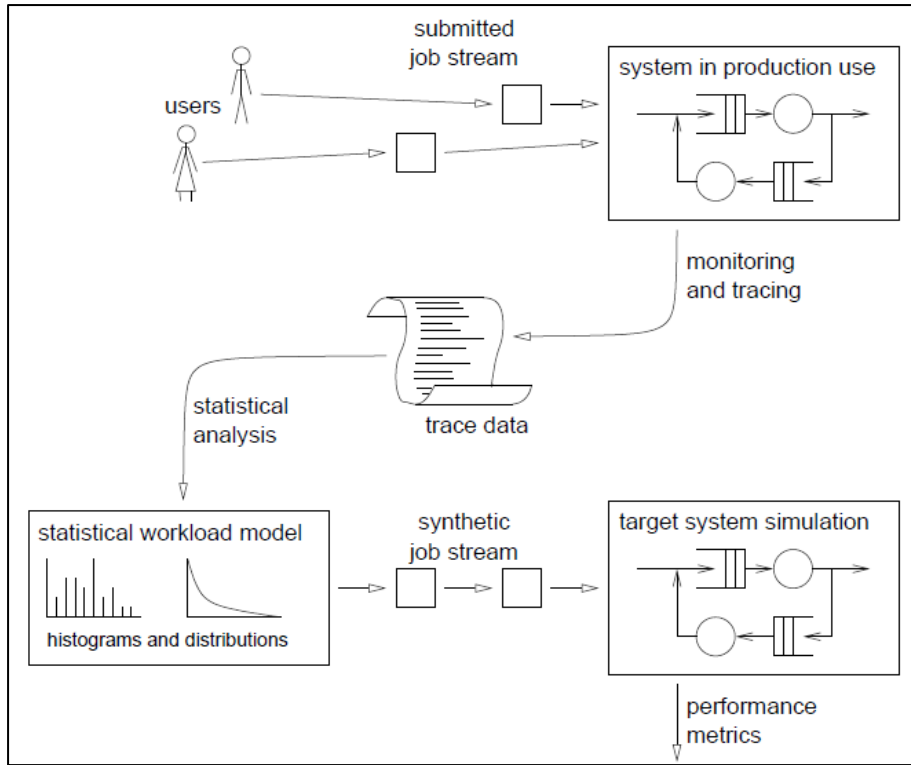 submitted
job stream
users
system in production use
monitoring
and tracing
trace data
statistical
analysis
statistical workload model
histograms and distributions
synthetic
job stream
target system simulation
performance
metrics